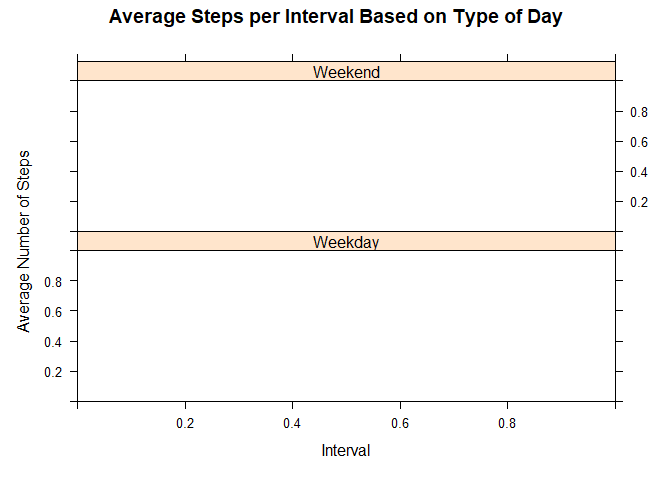 Average Steps per Interval Based on Type of Day
Weekend
0.8
0.6
0.4
0.2
Average Number of Steps
Weekday
0.8
0.6
0.4
0.2
0.2 0.4 0.6 0.8
Interval